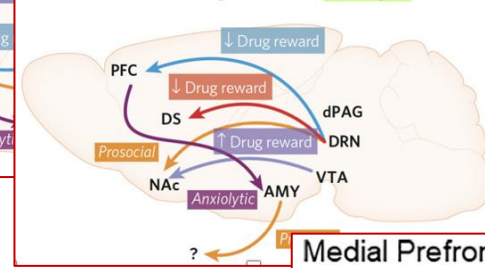 ↓ Drug reward
PFC
↓ Drug reward
DS
dPAG
DRN
Prosocial
↑ Drug reward
VTA
NAc
Anxiolytic
AMY
?
Medial Prefron